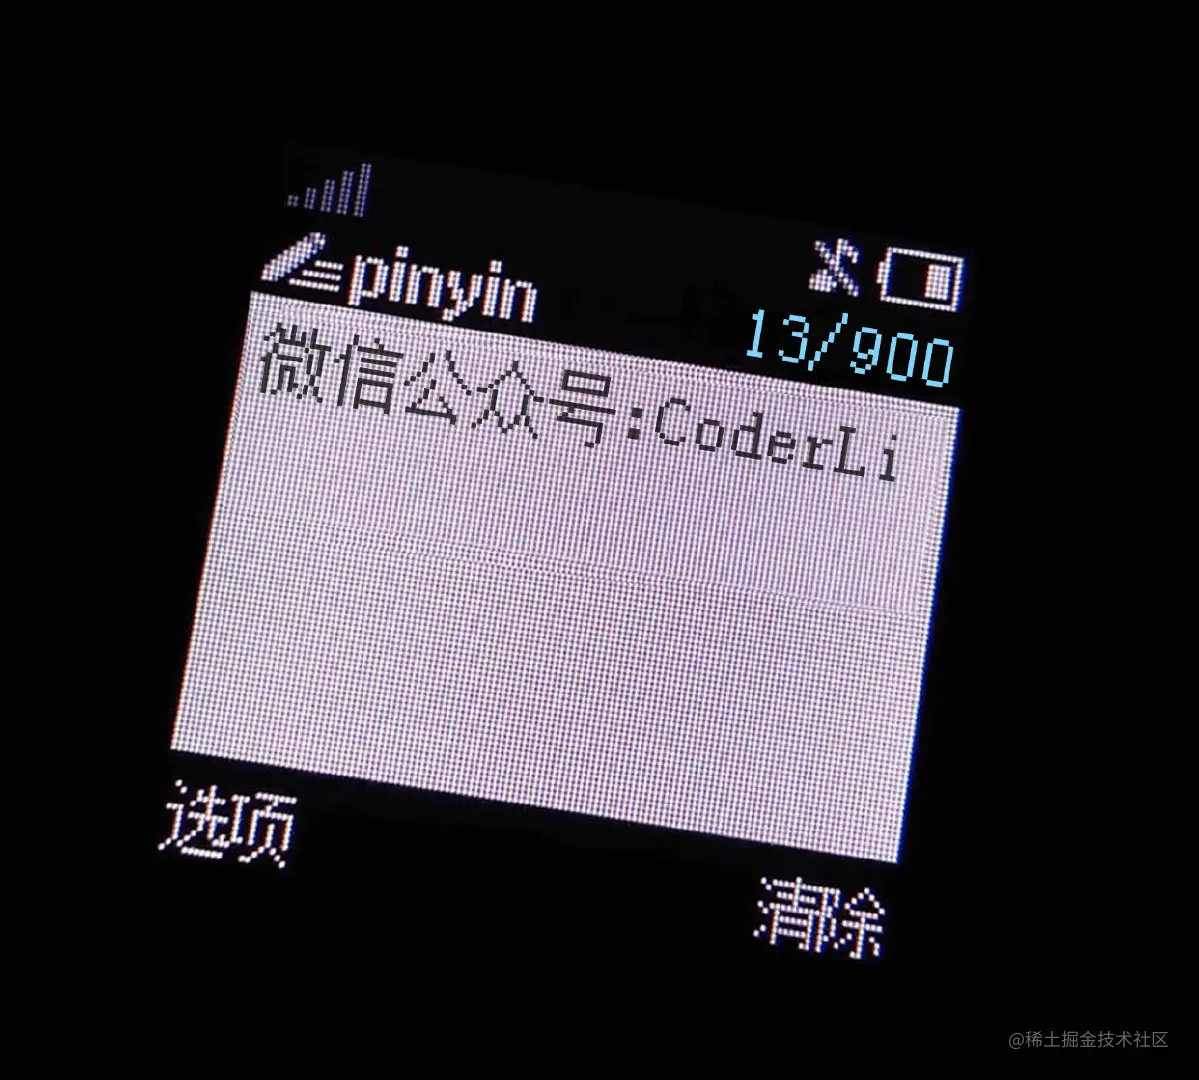 pinyin
13/900
微信公众号:CoderLi
选项
清除
@稀土掘金技术社区